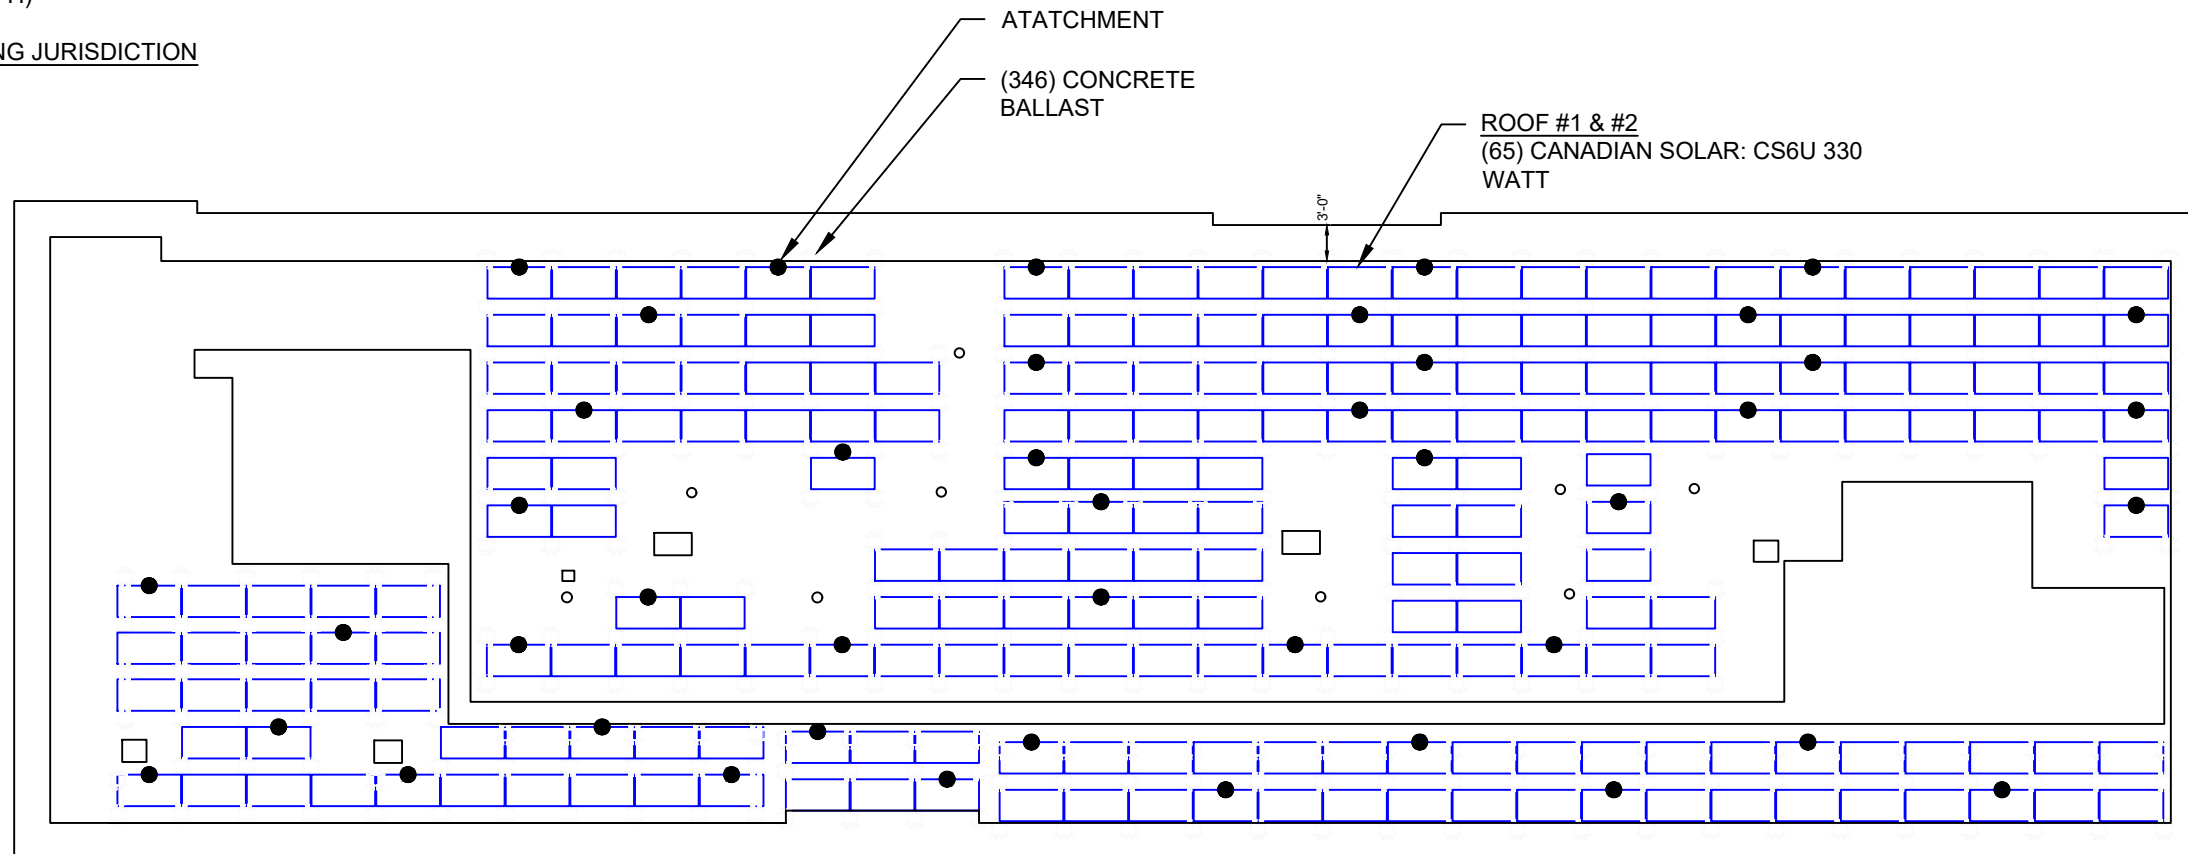 NG JURISDICTION
ATATCHMENT
(346) CONCRETE
BALLAST
ROOF #1 & #2
(65) CANADIAN SOLAR: CS6U 330
WATT
3'-0"